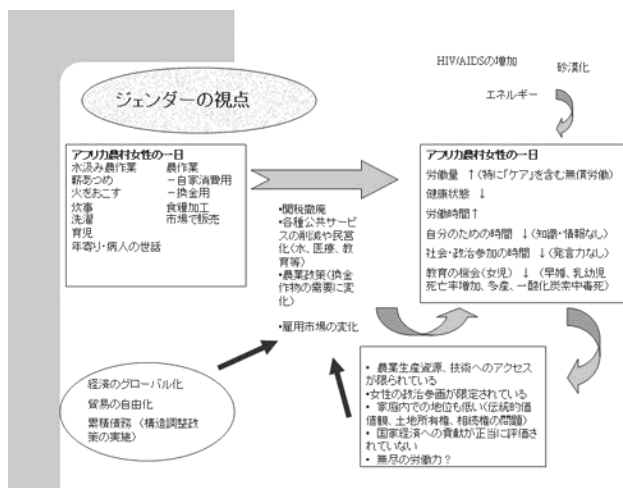 ジェンダーの視点
HIV/AIDSの増加
砂漠化
エネルギー
アフリカ農村女性の一日
水汲み農作業 農作業
薪あつめ －自家消費用
火をおこす －換金用
炊事 食糧加工
洗濯 市場で販売
育児
年寄り・病人の世話
•関税撤廃
•各種公共サービ
スの削減や民営
化(水、医療、教
育等)
•農業政策(換金
作物の需要に変
化)
•雇用市場の変化
アフリカ農村女性の一日
労働量 ↑(特に「ケア」を含む無償労働)
健康状態 ↓
労働時間↑
自分のための時間 ↓(知識・情報なし)
社会・政治参加の時間 ↓(発言力なし)
教育の機会(女児) ↓ (早婚、乳幼児
死亡率増加、多産、一酸化炭素中毒死)
経済のグローバル化
貿易の自由化
累積債務 (構造調整政
策の実施)
• 農業生産資源、技術へのアクセス
が限られている
•女性の政治参画が限定されている
• 家庭内での地位も低い(伝統的価
値観、土地所有権、相続権の問題)
• 国家経済への貢献が正当に評価さ
れていない
• 無尽の労働力？